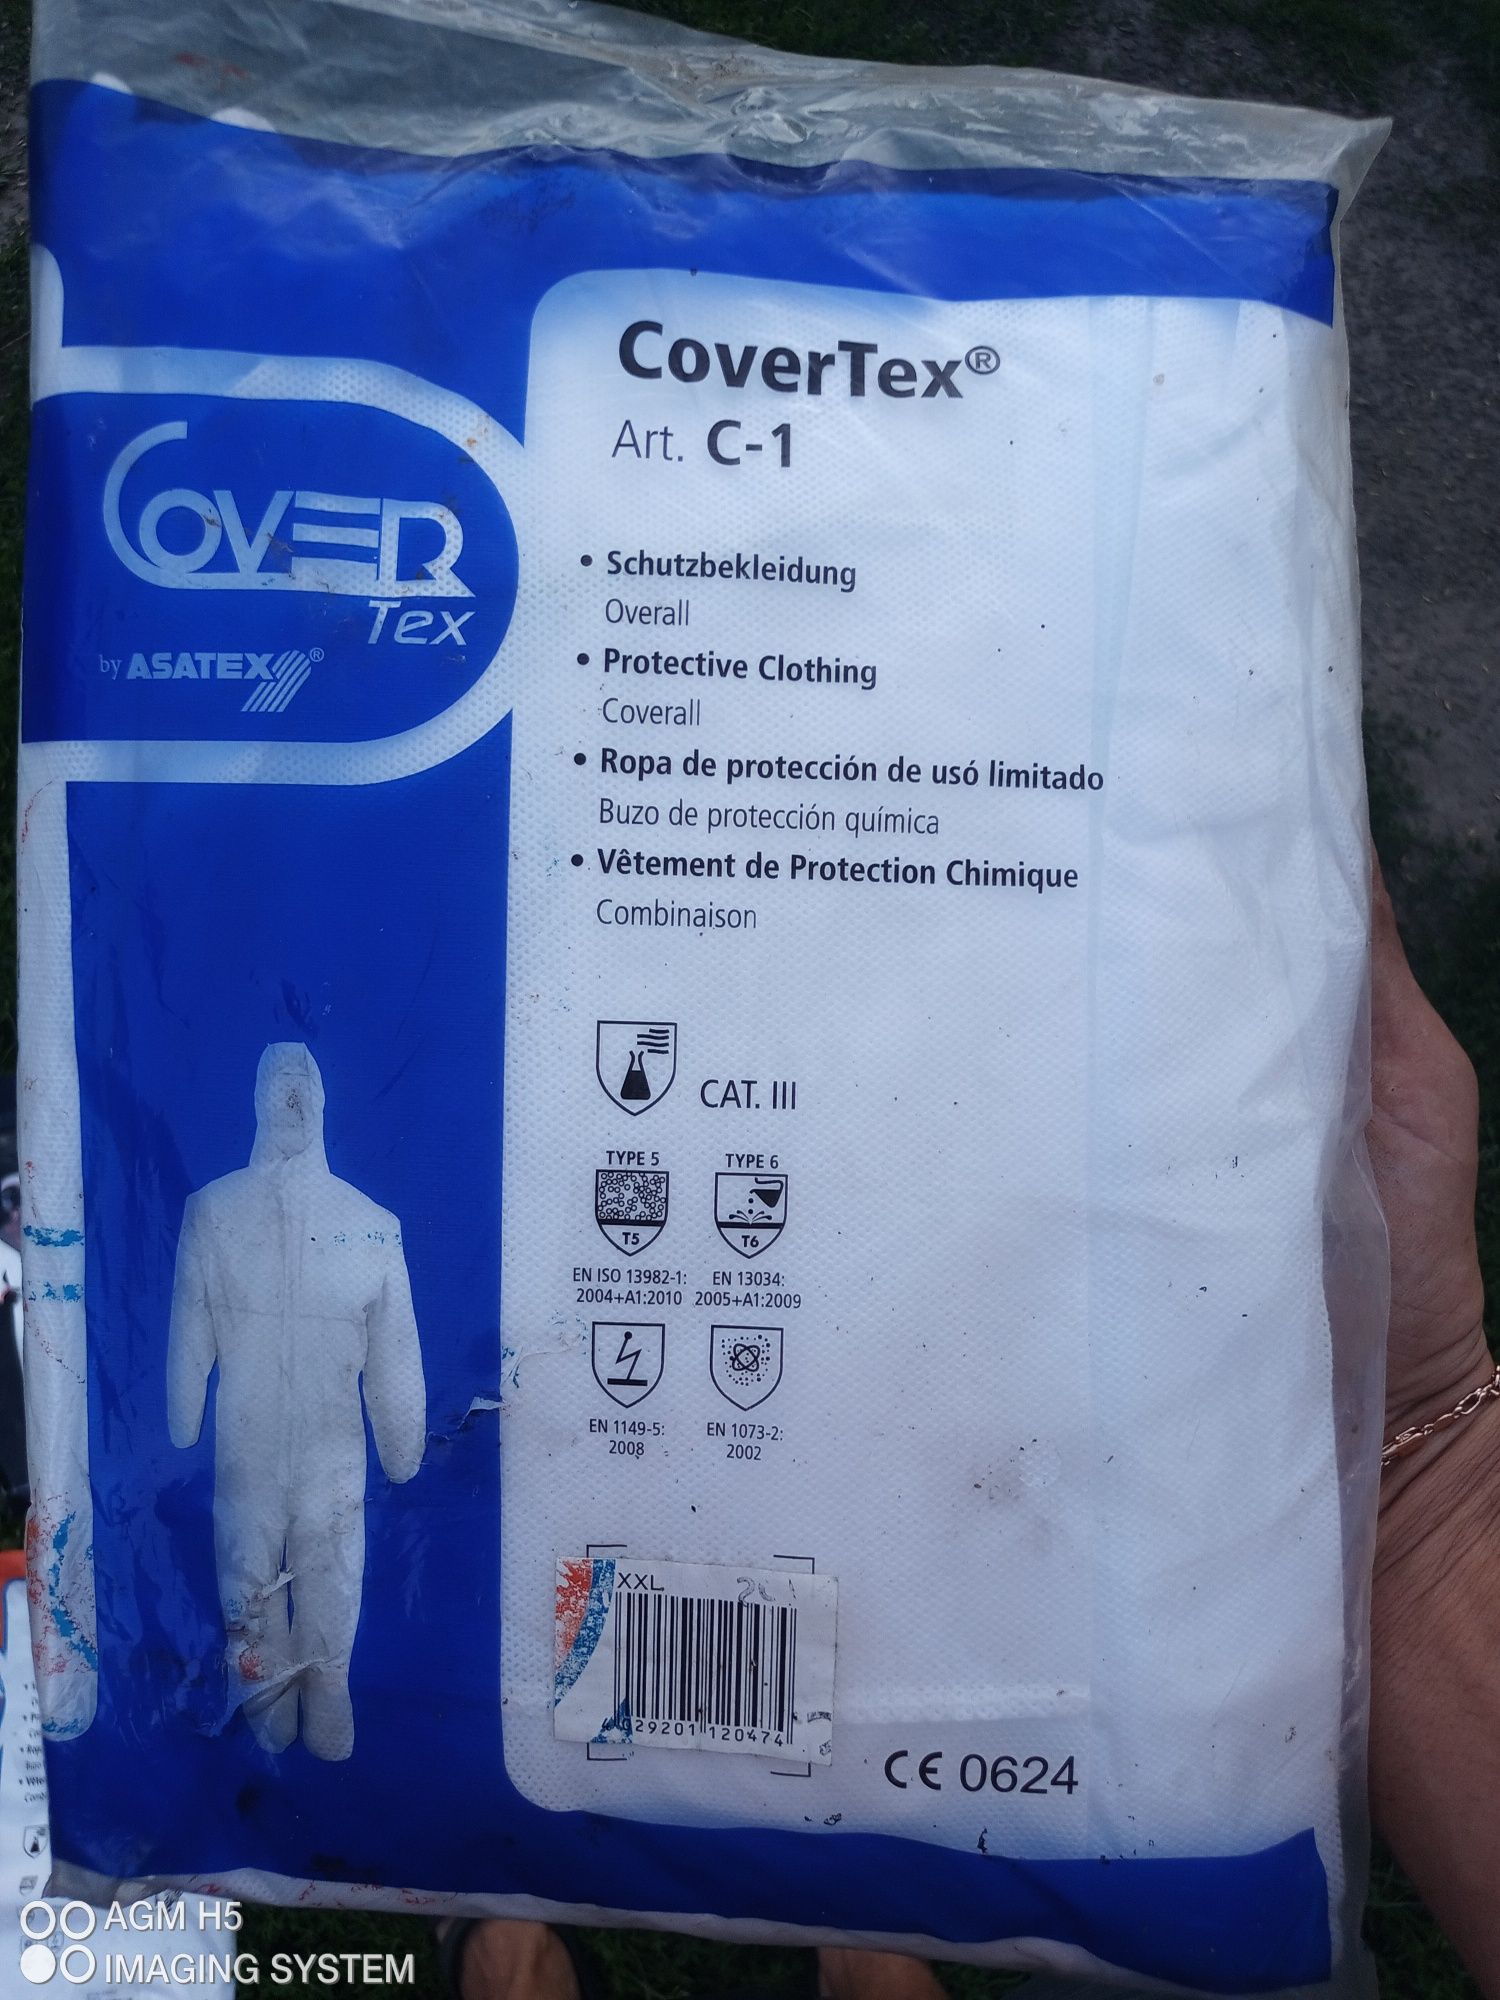 COVER
Tex
by ASATEX®
CoverTex®
Art. C-1
• Schutzbekleidung
Overall
• Protective Clothing
Coverall
• Ropa de protección de usó limitado
Buzo de protección química
• Vêtement de Protection Chimique
Combinaison
CAT. III
TYPE 5 TYPE 6
T5 T6
EN ISO 13982-1: EN 13034:
2004+A1:2010 2005+A1:2009
EN 1149-5: EN 1073-2:
2008 2002
XXL
4 029201 120474
CE 0624
AGM H5
IMAGING SYSTEM